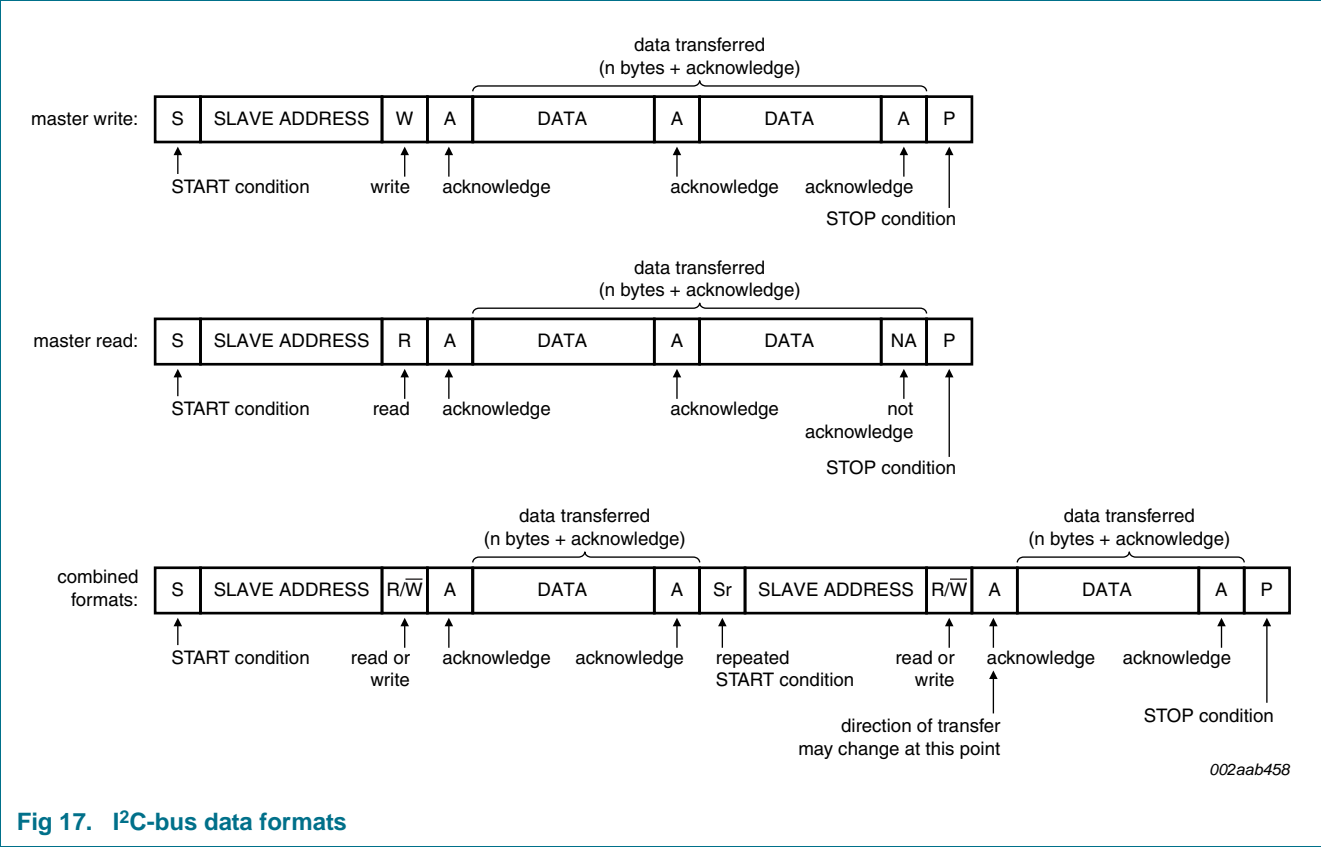 data transferred
(n bytes + acknowledge)
master write: S SLAVE ADDRESS W A DATA A DATA A P
START condition write acknowledge acknowledge acknowledge
STOP condition
data transferred
(n bytes + acknowledge)
master read: S SLAVE ADDRESS R A DATA A DATA NA P
START condition read acknowledge acknowledge not
acknowledge
STOP condition
data transferred data transferred
(n bytes + acknowledge) (n bytes + acknowledge)
combined
formats: S SLAVE ADDRESS R/W̅ A DATA A Sr SLAVE ADDRESS R/W̅ A DATA A P
START condition read or acknowledge acknowledge repeated read or acknowledge acknowledge
write START condition write
STOP condition
direction of transfer
may change at this point
002aab458
Fig 17. I²C-bus data formats